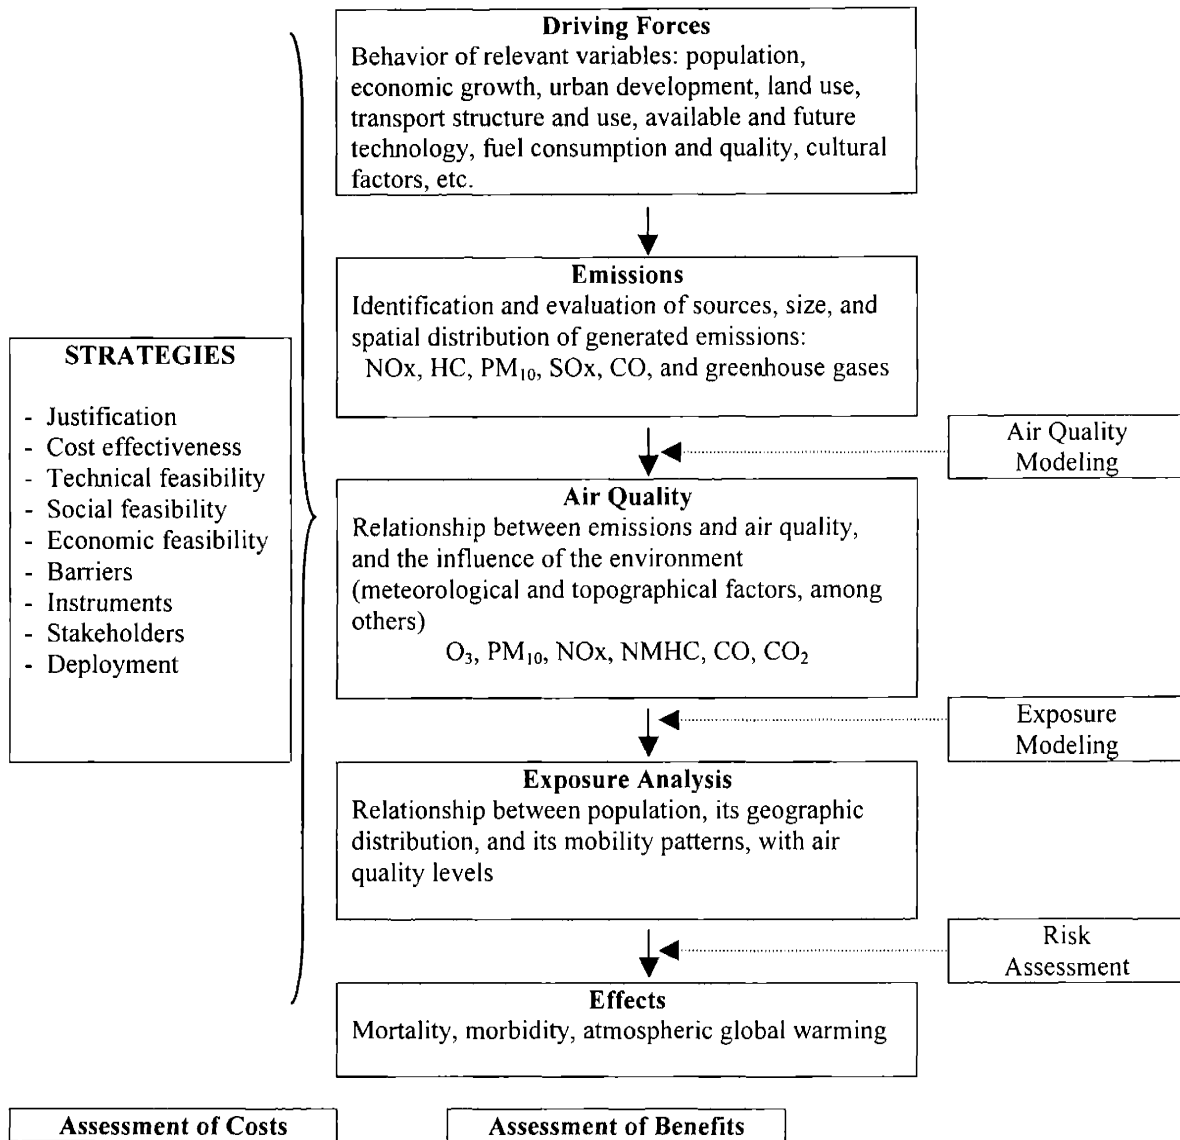 Driving Forces
Behavior of relevant variables: population,
economic growth, urban development, land use,
transport structure and use, available and future
technology, fuel consumption and quality, cultural
factors, etc.
Emissions
Identification and evaluation of sources, size, and
spatial distribution of generated emissions:
NOx, HC, PM₁₀, SOx, CO, and greenhouse gases
STRATEGIES
- Justification
- Cost effectiveness
- Technical feasibility
- Social feasibility
- Economic feasibility
- Barriers
- Instruments
- Stakeholders
- Deployment
Air Quality
Modeling
Air Quality
Relationship between emissions and air quality,
and the influence of the environment
(meteorological and topographical factors, among
others)
O₃, PM₁₀, NOx, NMHC, CO, CO₂
Exposure
Modeling
Exposure Analysis
Relationship between population, its geographic
distribution, and its mobility patterns, with air
quality levels
Risk
Assessment
Effects
Mortality, morbidity, atmospheric global warming
Assessment of Costs
Assessment of Benefits